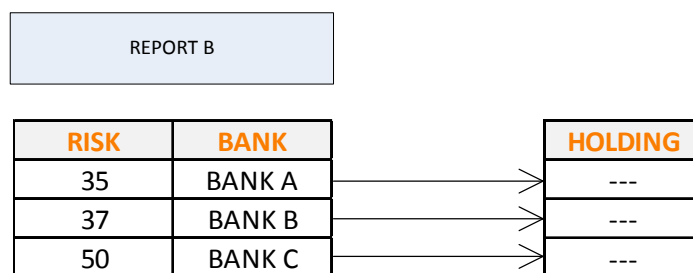 REPORT B
RISK BANK HOLDING
35 BANK A ---
37 BANK B ---
50 BANK C ---